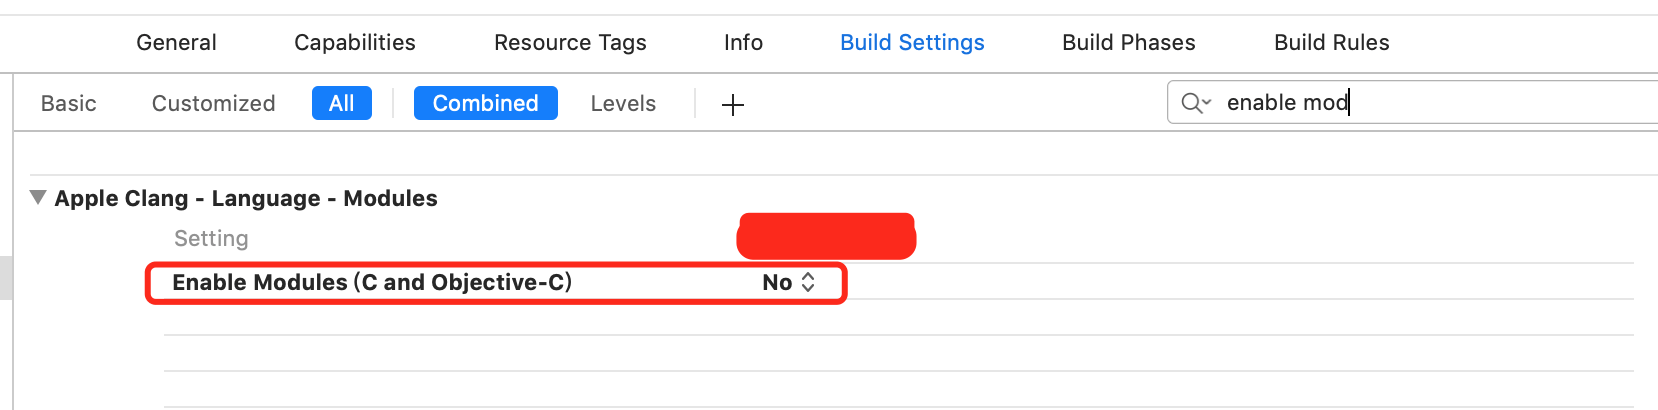 General Capabilities Resource Tags Info Build Settings Build Phases Build Rules
Basic Customized All Combined Levels + enable mod
Apple Clang - Language - Modules
Setting
Enable Modules (C and Objective-C) No